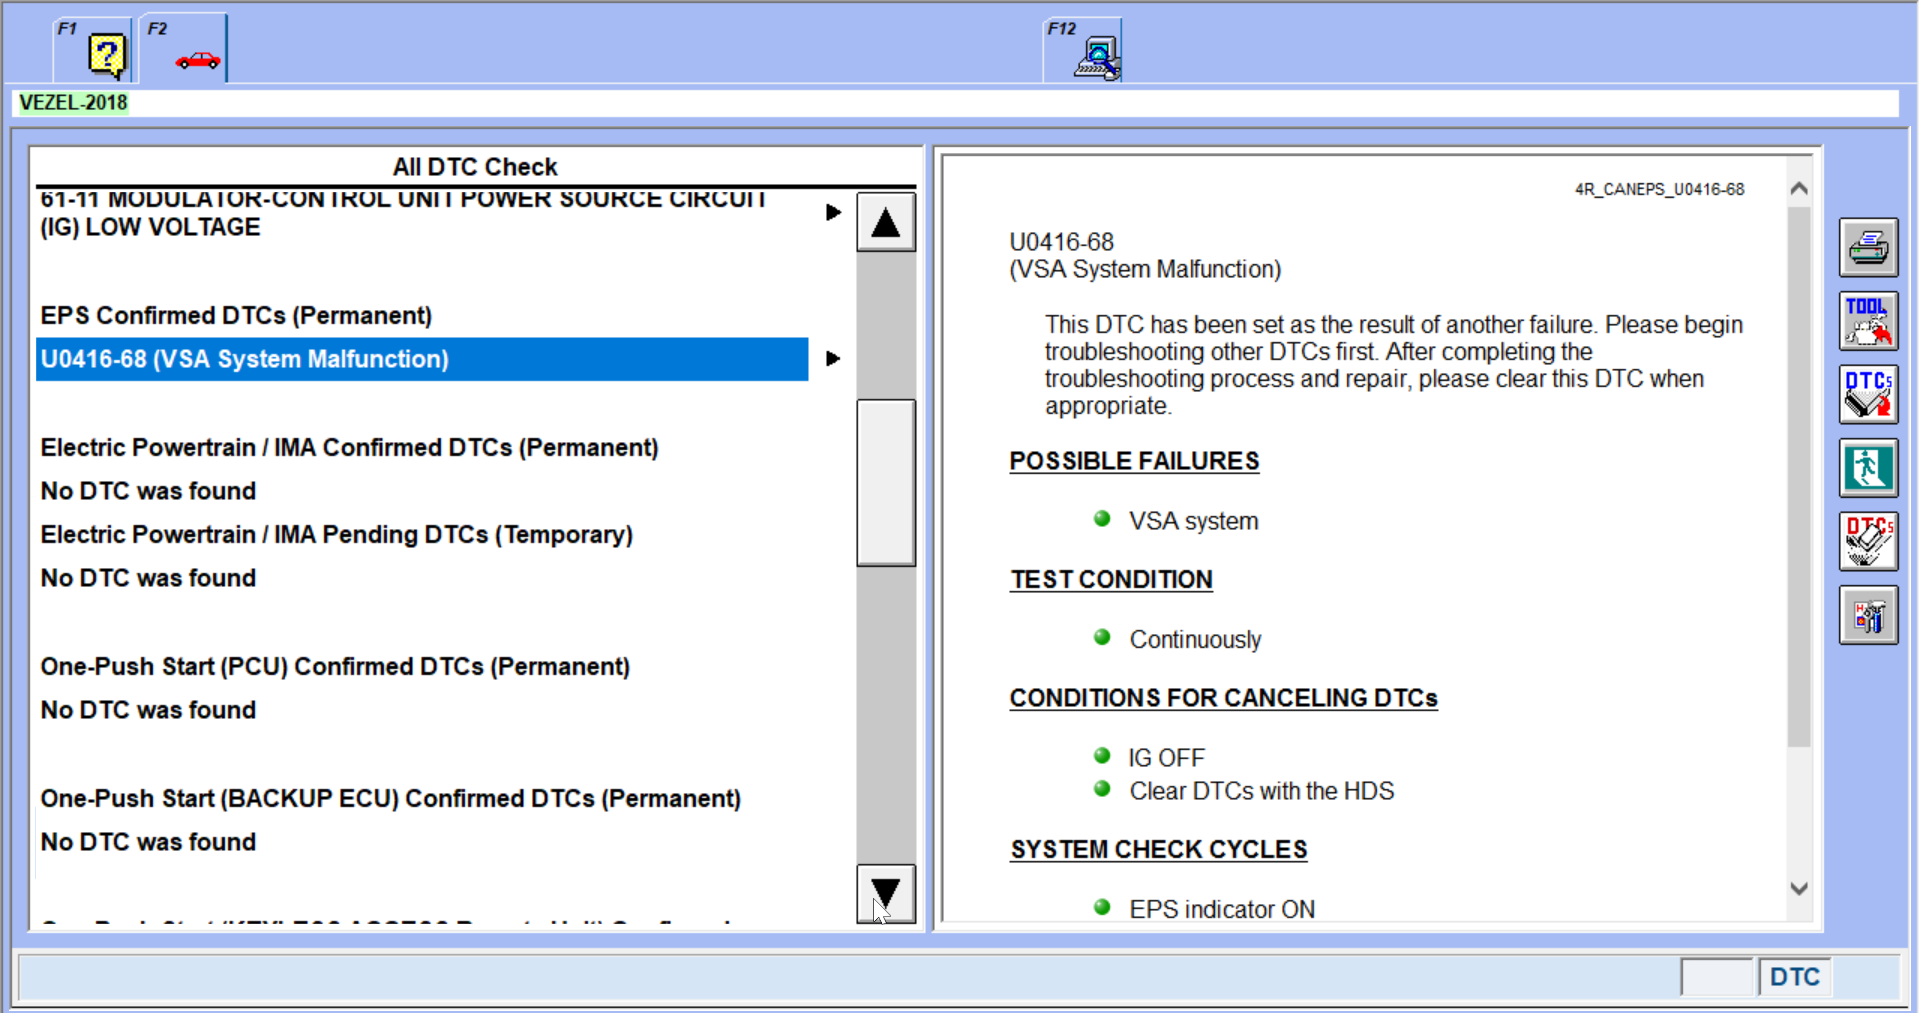 F1
F2
F12
VEZEL-2018
All DTC Check
61-11 MODULATOR-CONTROL UNIT POWER SOURCE CIRCUIT
(IG) LOW VOLTAGE
EPS Confirmed DTCs (Permanent)
U0416-68 (VSA System Malfunction)
Electric Powertrain / IMA Confirmed DTCs (Permanent)
No DTC was found
Electric Powertrain / IMA Pending DTCs (Temporary)
No DTC was found
One-Push Start (PCU) Confirmed DTCs (Permanent)
No DTC was found
One-Push Start (BACKUP ECU) Confirmed DTCs (Permanent)
No DTC was found
4R_CANEPS_U0416-68
U0416-68
(VSA System Malfunction)
This DTC has been set as the result of another failure. Please begin
troubleshooting other DTCs first. After completing the
troubleshooting process and repair, please clear this DTC when
appropriate.
POSSIBLE FAILURES
VSA system
TEST CONDITION
Continuously
CONDITIONS FOR CANCELING DTCs
IG OFF
Clear DTCs with the HDS
SYSTEM CHECK CYCLES
EPS indicator ON
TOOL
DTCs
DTCs
DTC